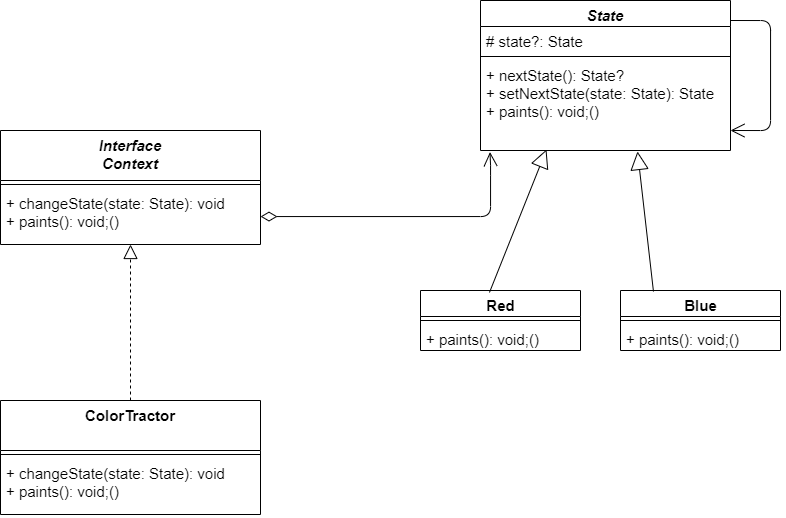 State
# state?: State
+ nextState(): State?
+ setNextState(state: State): State
+ paints(): void;()
Interface
Context
+ changeState(state: State): void
+ paints(): void;()
Red
+ paints(): void;()
Blue
+ paints(): void;()
ColorTractor
+ changeState(state: State): void
+ paints(): void;()